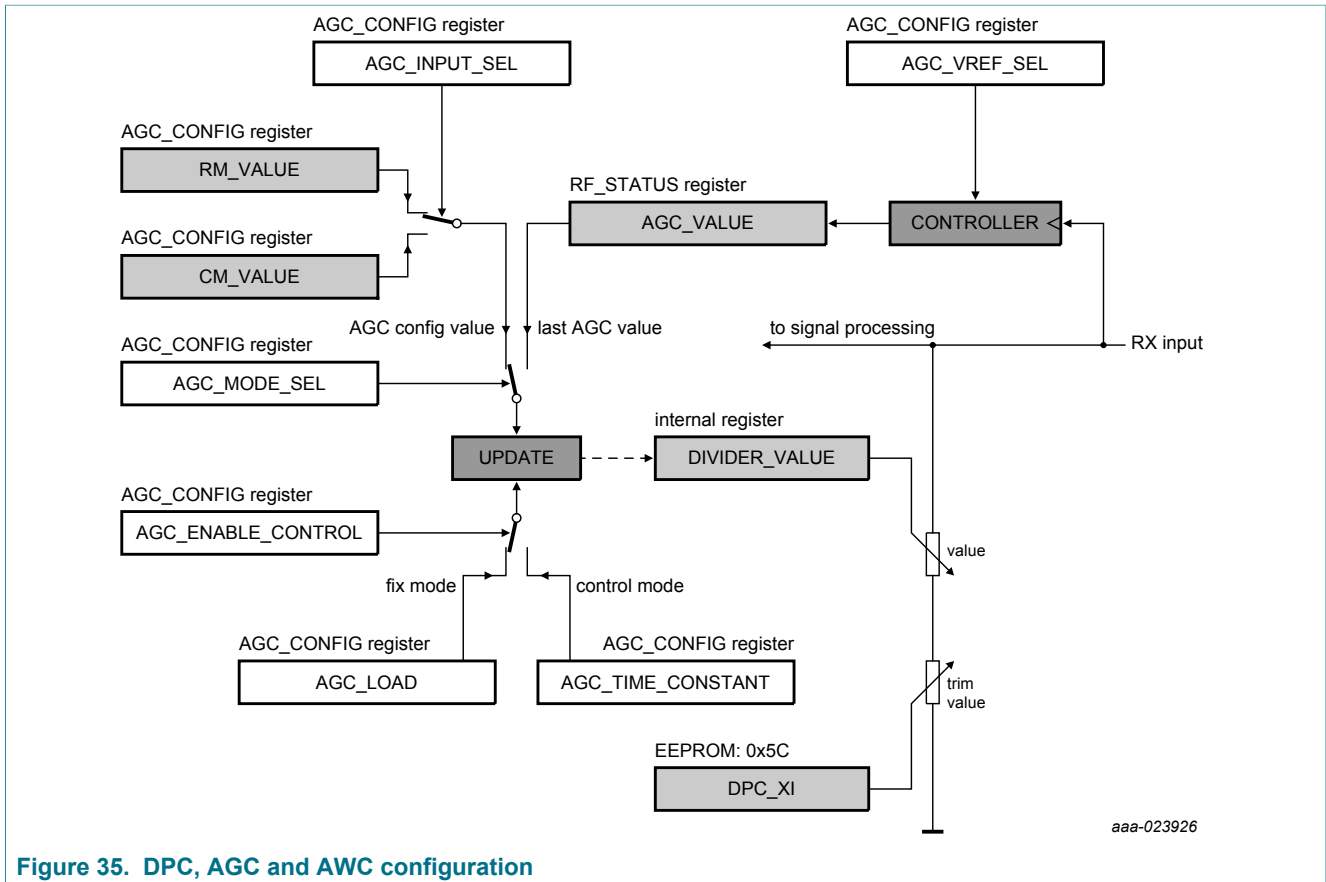 AGC_CONFIG register
AGC_INPUT_SEL
AGC_CONFIG register
AGC_VREF_SEL
AGC_CONFIG register
RM_VALUE
RF_STATUS register
AGC_VALUE
CONTROLLER
AGC_CONFIG register
CM_VALUE
AGC config value
last AGC value
to signal processing
RX input
AGC_CONFIG register
AGC_MODE_SEL
UPDATE
internal register
DIVIDER_VALUE
AGC_CONFIG register
AGC_ENABLE_CONTROL
value
fix mode
control mode
AGC_CONFIG register
AGC_LOAD
AGC_CONFIG register
AGC_TIME_CONSTANT
trim
value
EEPROM: 0x5C
DPC_XI
aaa-023926
Figure 35. DPC, AGC and AWC configuration